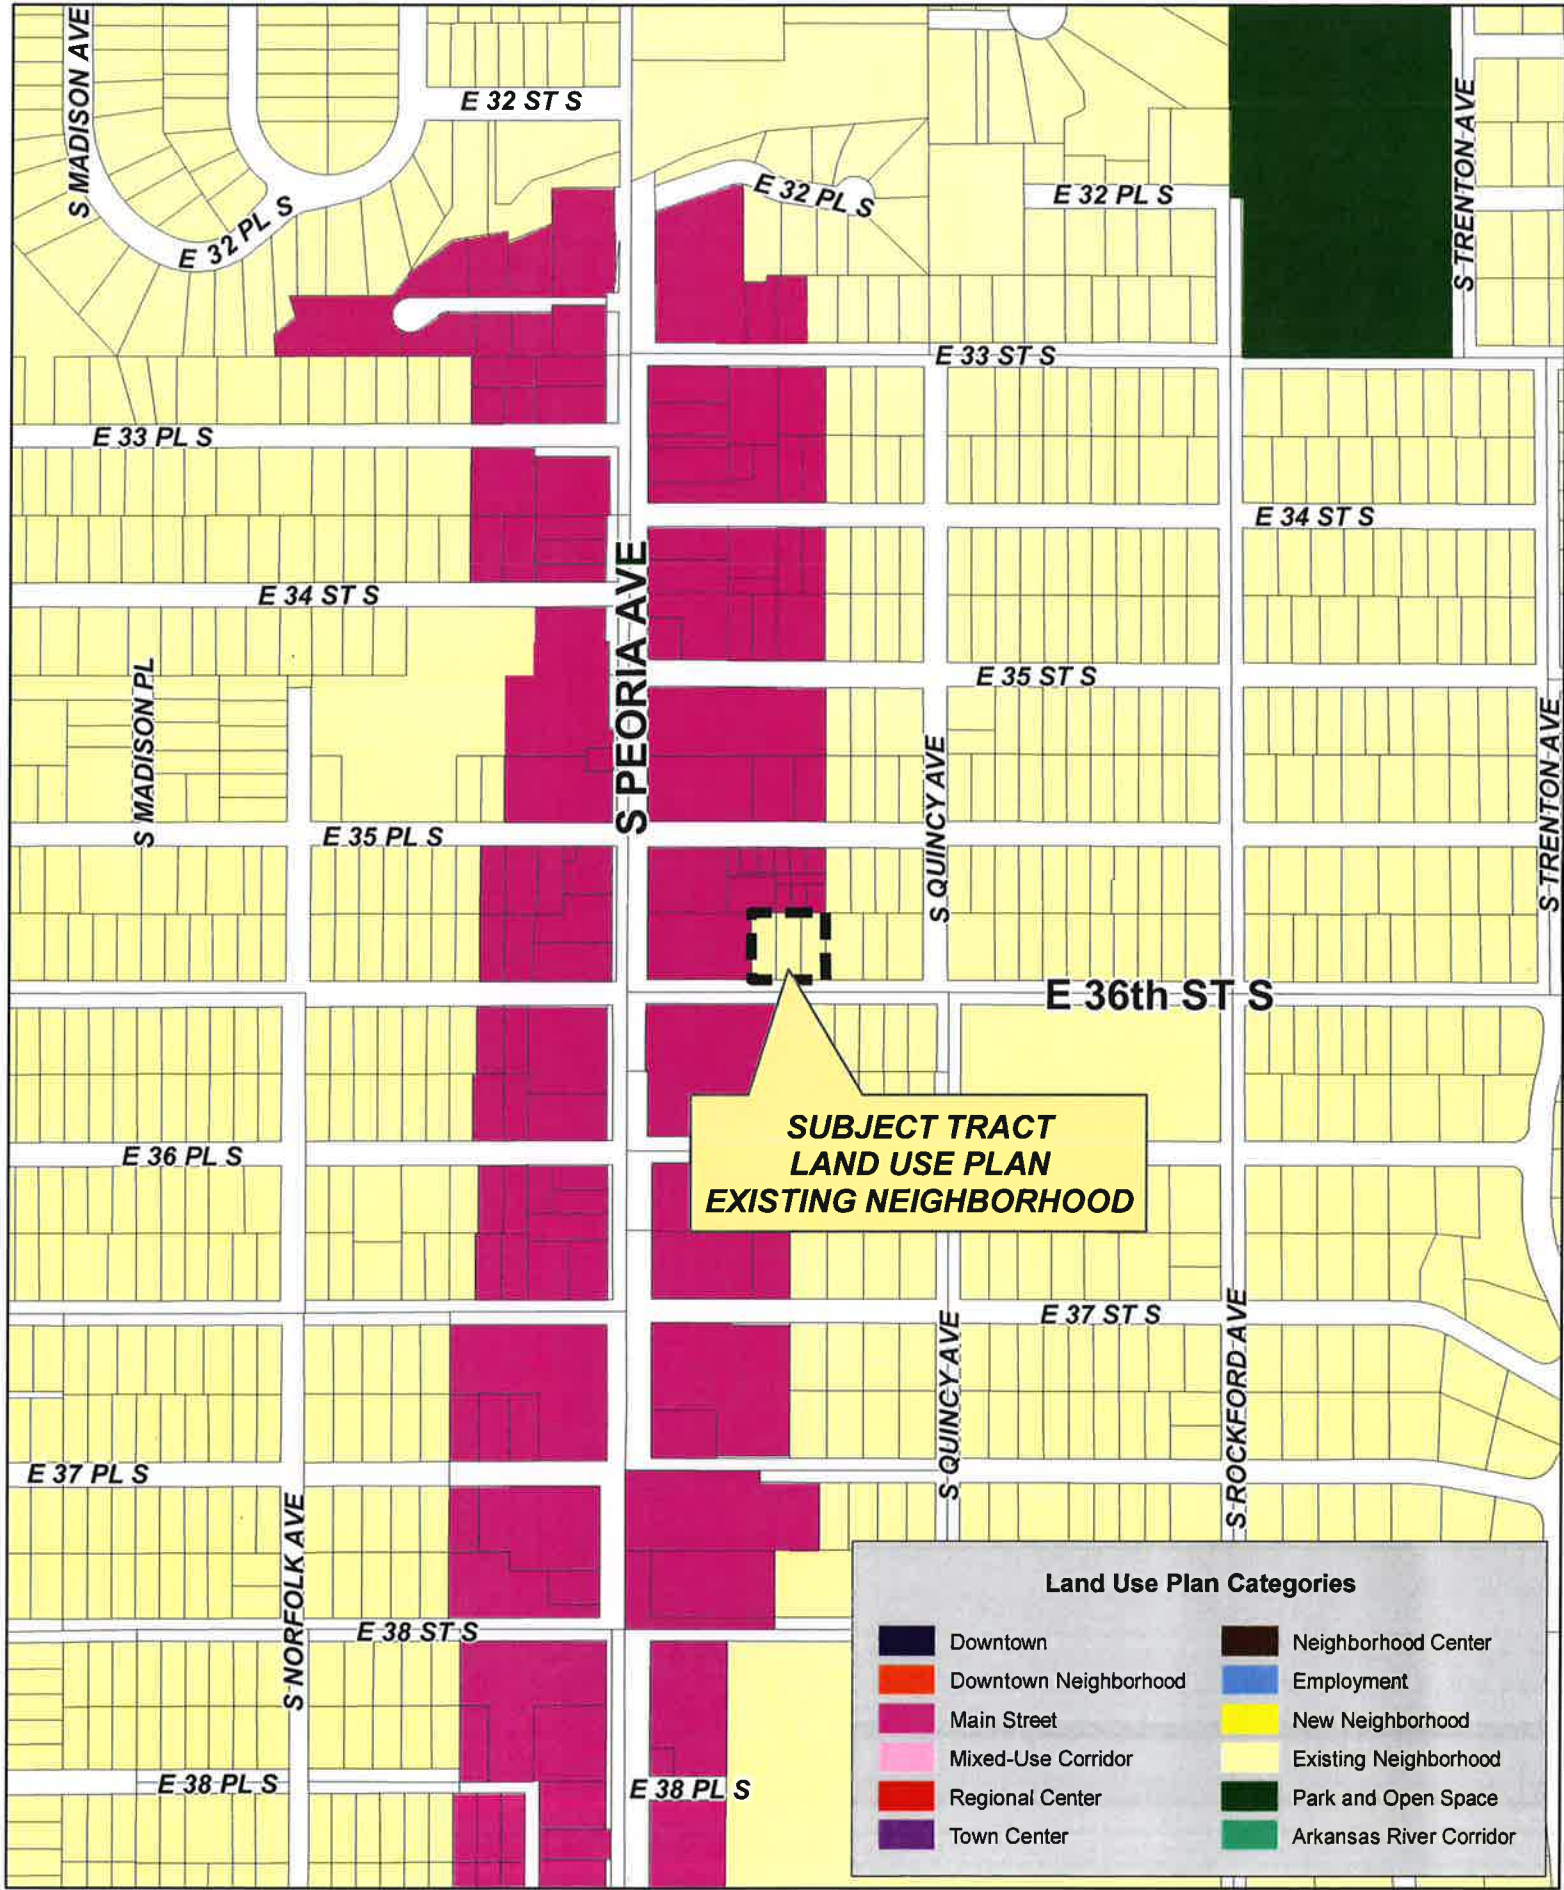 S MADISON AVE
E 32 ST S
S TRENTON AVE
E 32 PL S
E 32 PL S
E 32 PL S
E 33 ST S
E 33 PL S
E 34 ST S
S PEORIA AVE
E 34 ST S
E 35 ST S
S MADISON PL
S QUINCY AVE
S TRENTON AVE
E 35 PL S
E 36th ST S
SUBJECT TRACT
LAND USE PLAN
EXISTING NEIGHBORHOOD
E 36 PL S
E 37 ST S
S QUINCY AVE
S ROCKFORD AVE
E 37 PL S
S NORFOLK AVE
E 38 ST S
E 38 PL S
E 38 PL S
Land Use Plan Categories
Downtown
Downtown Neighborhood
Main Street
Mixed-Use Corridor
Regional Center
Town Center
Neighborhood Center
Employment
New Neighborhood
Existing Neighborhood
Park and Open Space
Arkansas River Corridor